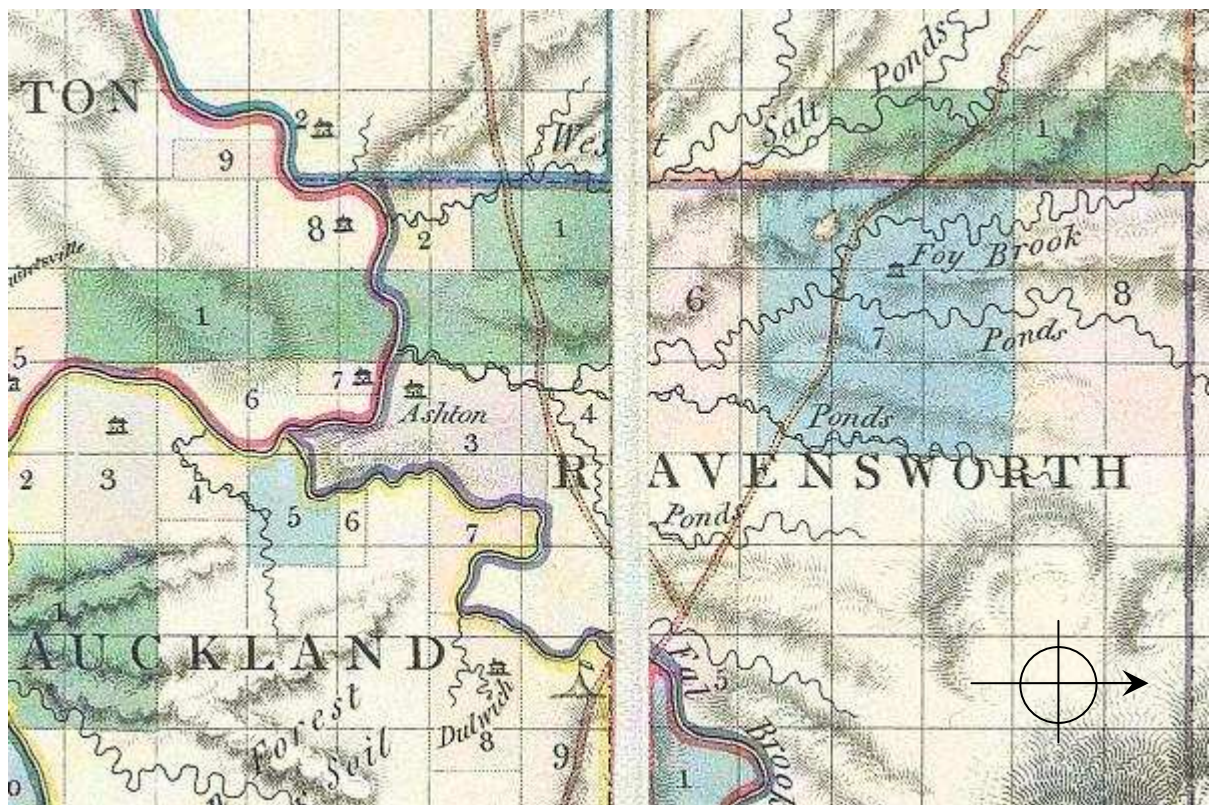 TON
2
9
West
Salt Ponds
1
8
2
1
6
Foy Brook
7
8
Ponds
1
5
6
7
Ashton
3
4
Ponds
RAVENSWORTH
2
3
4
5
6
7
Ponds
1
AUCKLAND
Forest
Soil
Dulwich
8
9
Fal Brook
5
1